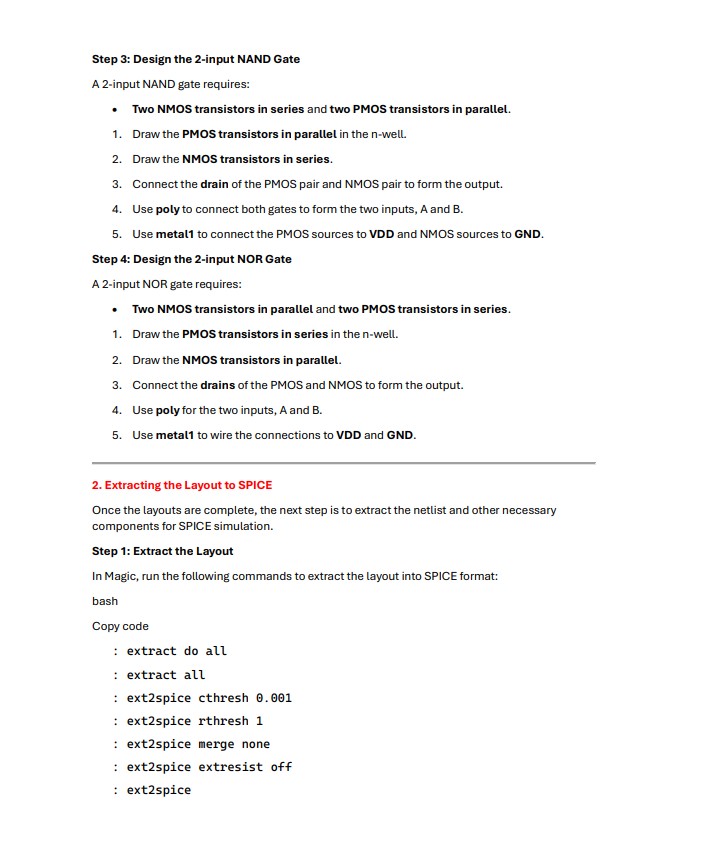 Step 3: Design the 2-input NAND Gate
A 2-input NAND gate requires:
• Two NMOS transistors in series and two PMOS transistors in parallel.
1. Draw the PMOS transistors in parallel in the n-well.
2. Draw the NMOS transistors in series.
3. Connect the drain of the PMOS pair and NMOS pair to form the output.
4. Use poly to connect both gates to form the two inputs, A and B.
5. Use metal1 to connect the PMOS sources to VDD and NMOS sources to GND.
Step 4: Design the 2-input NOR Gate
A 2-input NOR gate requires:
• Two NMOS transistors in parallel and two PMOS transistors in series.
1. Draw the PMOS transistors in series in the n-well.
2. Draw the NMOS transistors in parallel.
3. Connect the drains of the PMOS and NMOS to form the output.
4. Use poly for the two inputs, A and B.
5. Use metal1 to wire the connections to VDD and GND.
2. Extracting the Layout to SPICE
Once the layouts are complete, the next step is to extract the netlist and other necessary
components for SPICE simulation.
Step 1: Extract the Layout
In Magic, run the following commands to extract the layout into SPICE format:
bash
Copy code
: extract do all
: extract all
: ext2spice cthresh 0.001
: ext2spice rthresh 1
: ext2spice merge none
: ext2spice extresist off
: ext2spice